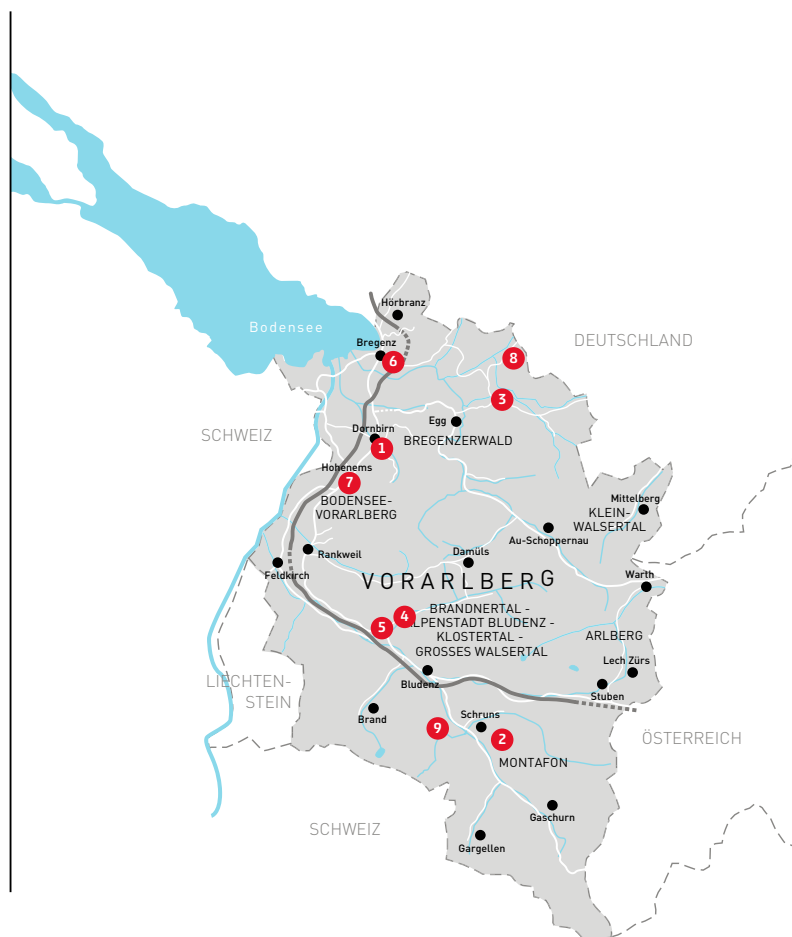 Hörbranz
Bodensee
DEUTSCHLAND
Bregenz
6
8
3
Egg
SCHWEIZ
Dornbirn
1
BREGENZERWALD
Hohenems
7
BODENSEE-
VORARLBERG
Mittelberg
KLEIN-
WALSERTAL
Au-Schoppernau
Rankweil
Damüls
Feldkirch
VORARLBERG
Warth
4
5
BRANDNERTAL -
ALPENSTADT BLUDENZ -
KLOSTERTAL -
GROSSES WALSERTAL
ARLBERG
Lech Zürs
LIECHTEN-
STEIN
Bludenz
Stuben
Brand
Schruns
9
2
ÖSTERREICH
MONTAFON
SCHWEIZ
Gaschurn
Gargellen